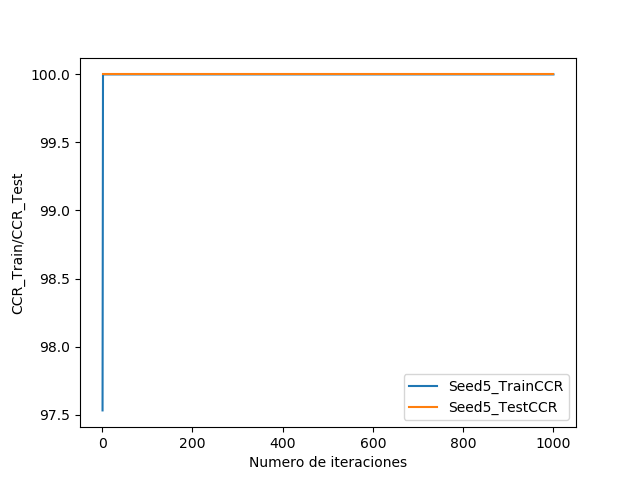 100.0
99.5
99.0
98.5
98.0
97.5
CCR_Train/CCR_Test
Seed5_TrainCCR
Seed5_TestCCR
0 200 400 600 800 1000
Numero de iteraciones